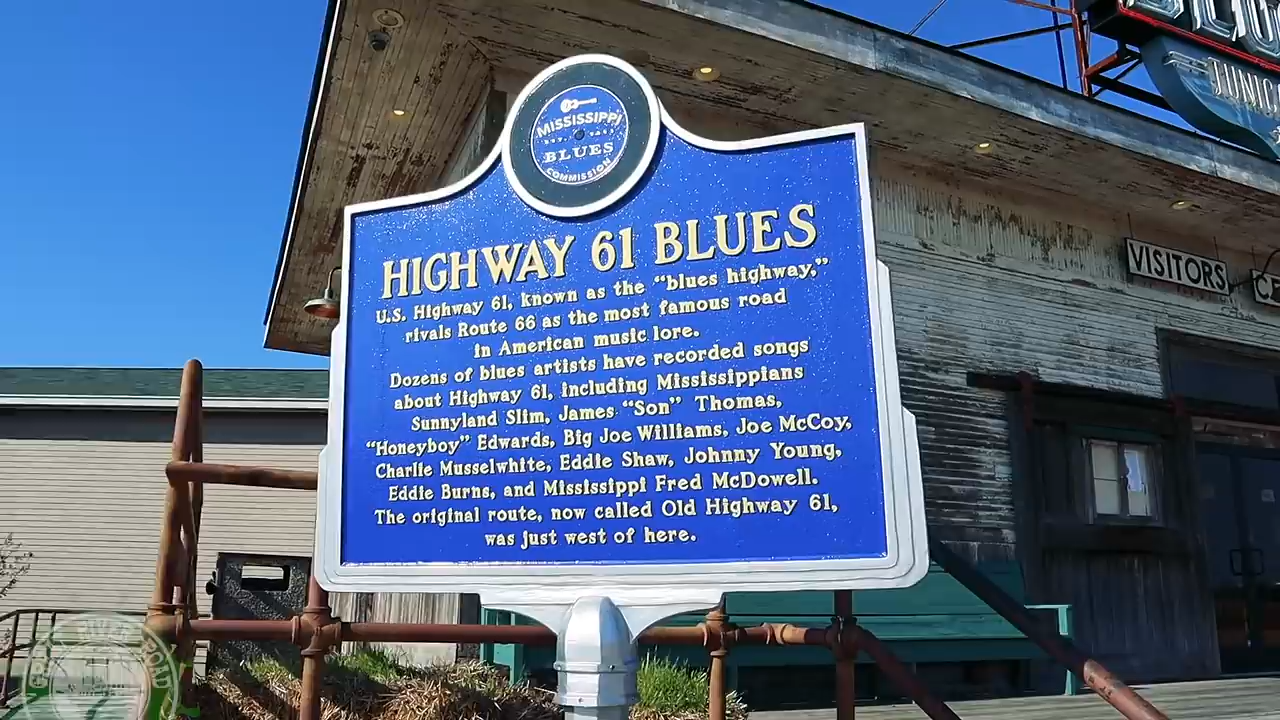 MISSISSIPPI
BLUES
COMMISSION
HIGHWAY 61 BLUES
U.S. Highway 61, known as the “blues highway,”
rivals Route 66 as the most famous road
in American music lore.
Dozens of blues artists have recorded songs
about Highway 61, including Mississippians
Sunnyland Slim, James “Son” Thomas,
“Honeyboy” Edwards, Big Joe Williams, Joe McCoy,
Charlie Musselwhite, Eddie Shaw, Johnny Young,
Eddie Burns, and Mississippi Fred McDowell.
The original route, now called Old Highway 61,
was just west of here.
VISITORS